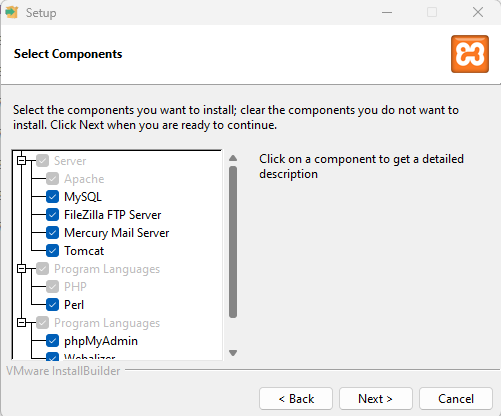 Setup
Select Components
Select the components you want to install; clear the components you do not want to
install. Click Next when you are ready to continue.
Server
Apache
MySQL
FileZilla FTP Server
Mercury Mail Server
Tomcat
Program Languages
PHP
Perl
Program Languages
phpMyAdmin
Webalizer
Click on a component to get a detailed
description
VMware InstallBuilder
< Back
Next >
Cancel